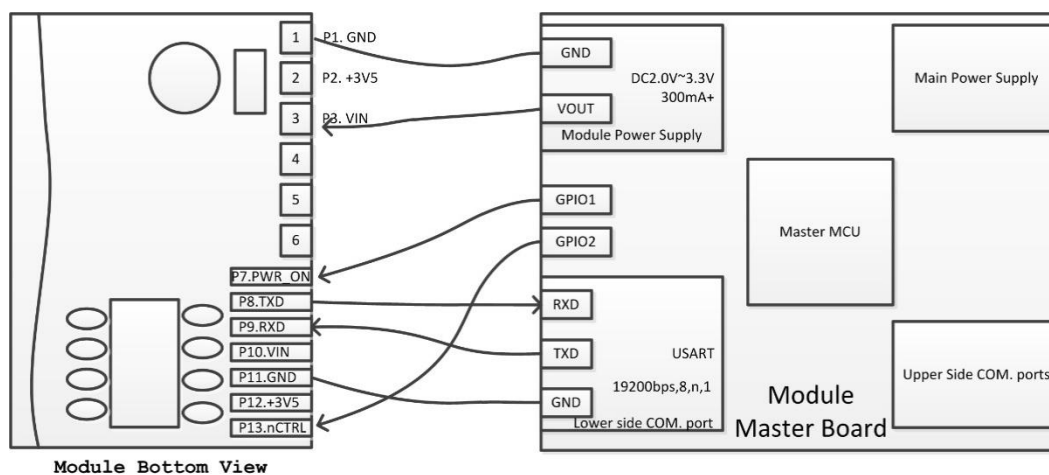 1
P1. GND
2
P2. +3V5
3
P3. VIN
4
5
6
P7.PWR_ON
P8.TXD
P9.RXD
P10.VIN
P11.GND
P12.+3V5
P13.nCTRL
Module Bottom View
GND
DC2.0V~3.3V
300mA+
VOUT
Module Power Supply
Main Power Supply
GPIO1
GPIO2
Master MCU
RXD
TXD
USART
19200bps,8,n,1
GND
Lower side COM. port
Upper Side COM. ports
Module
Master Board